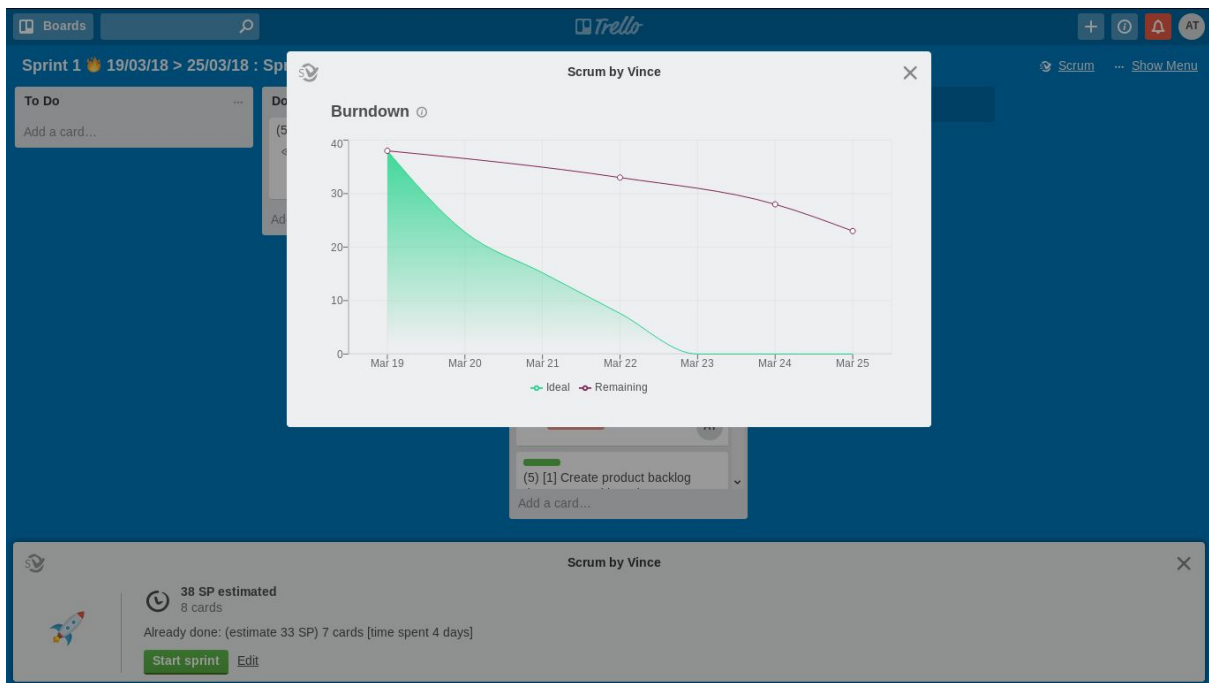 Boards
Trello
AT
Sprint 1 🔥 19/03/18 > 25/03/18 :
Scrum
... Show Menu
To Do
...
Add a card...
(5
Scrum by Vince
Burndown
40
30
20
10
0
Mar 19 Mar 20 Mar 21 Mar 22 Mar 23 Mar 24 Mar 25
Ideal Remaining
(5) [1] Create product backlog
Add a card...
Scrum by Vince
38 SP estimated
8 cards
Already done: (estimate 33 SP) 7 cards [time spent 4 days]
Start sprint Edit